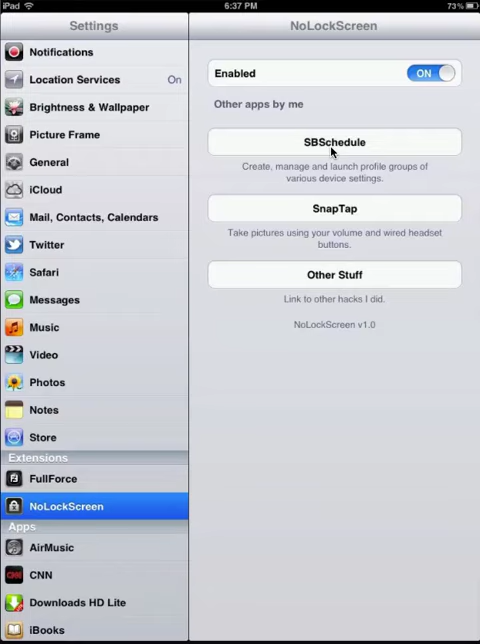 iPad
6:37 PM
73%
Settings
Notifications
Location Services On
Brightness & Wallpaper
Picture Frame
General
iCloud
Mail, Contacts, Calendars
Twitter
Safari
Messages
Music
Video
Photos
Notes
Store
Extensions
FullForce
NoLockScreen
Apps
AirMusic
CNN
Downloads HD Lite
iBooks
NoLockScreen
Enabled ON
Other apps by me
SBSchedule
Create, manage and launch profile groups of
various device settings.
SnapTap
Take pictures using your volume and wired headset
buttons.
Other Stuff
Link to other hacks I did.
NoLockScreen v1.0